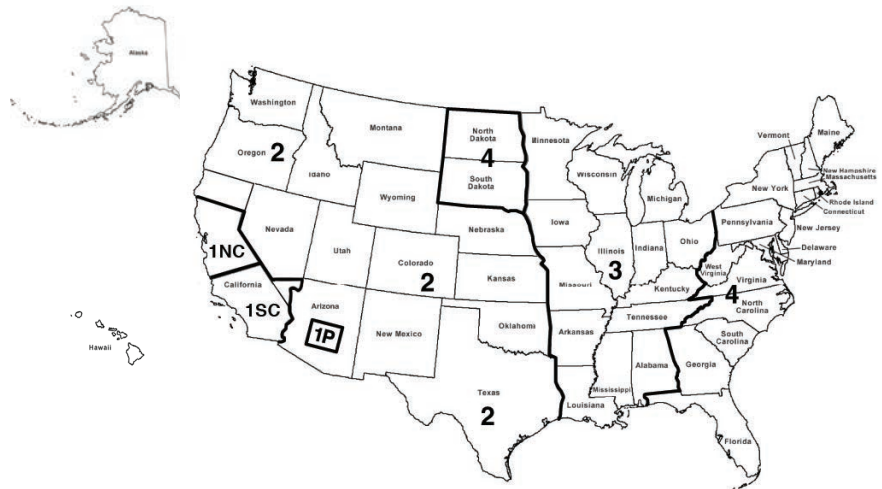 Alaska
Washington
Montana
North
Dakota
Minnesota
Vermont
Maine
Oregon
2
4
Idaho
South
Dakota
Wisconsin
Michigan
New York
New Hampshire
Massachusetts
Rhode Island
Connecticut
Wyoming
Iowa
Pennsylvania
New Jersey
Nevada
Nebraska
Illinois
Indiana
Ohio
Delaware
Maryland
1NC
Utah
Colorado
2
Kansas
Missouri
3
West
Virginia
Virginia
Kentucky
4
California
1SC
Arizona
1P
New Mexico
Oklahoma
Arkansas
Tennessee
North
Carolina
South
Carolina
Hawaii
Texas
2
Louisiana
Mississippi
Alabama
Georgia
Florida